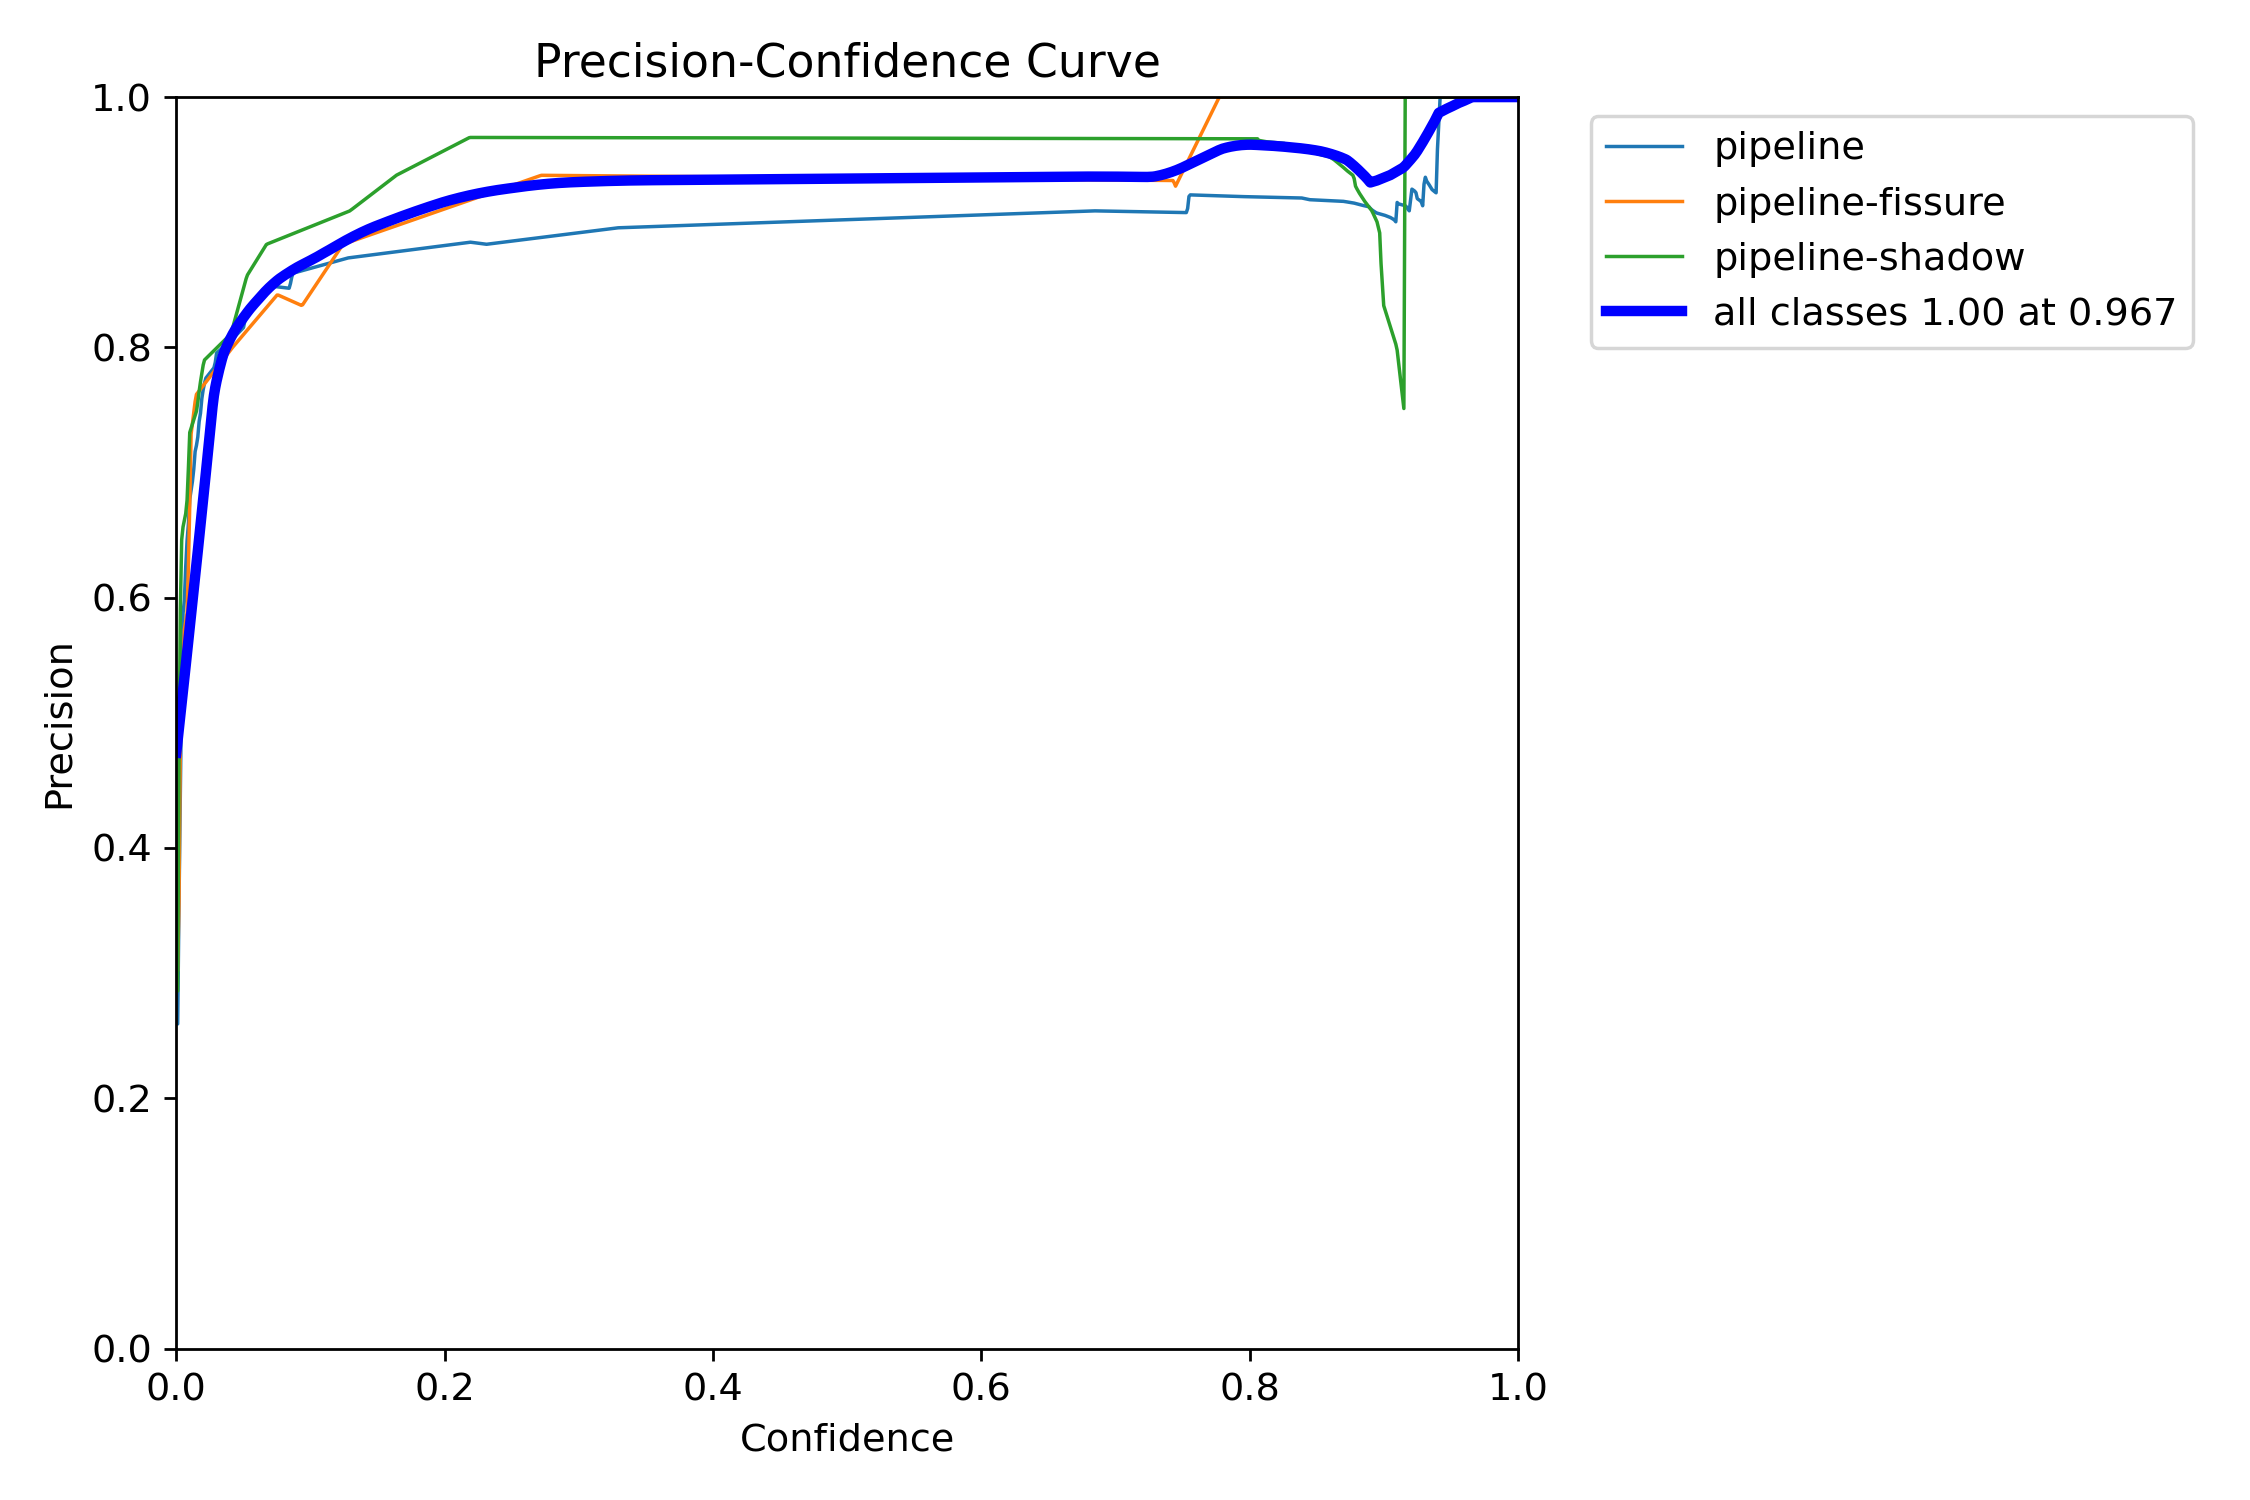 Precision-Confidence Curve
1.0
0.8
0.6
0.4
0.2
0.0
Precision
0.0 0.2 0.4 0.6 0.8 1.0
Confidence
pipeline
pipeline-fissure
pipeline-shadow
all classes 1.00 at 0.967